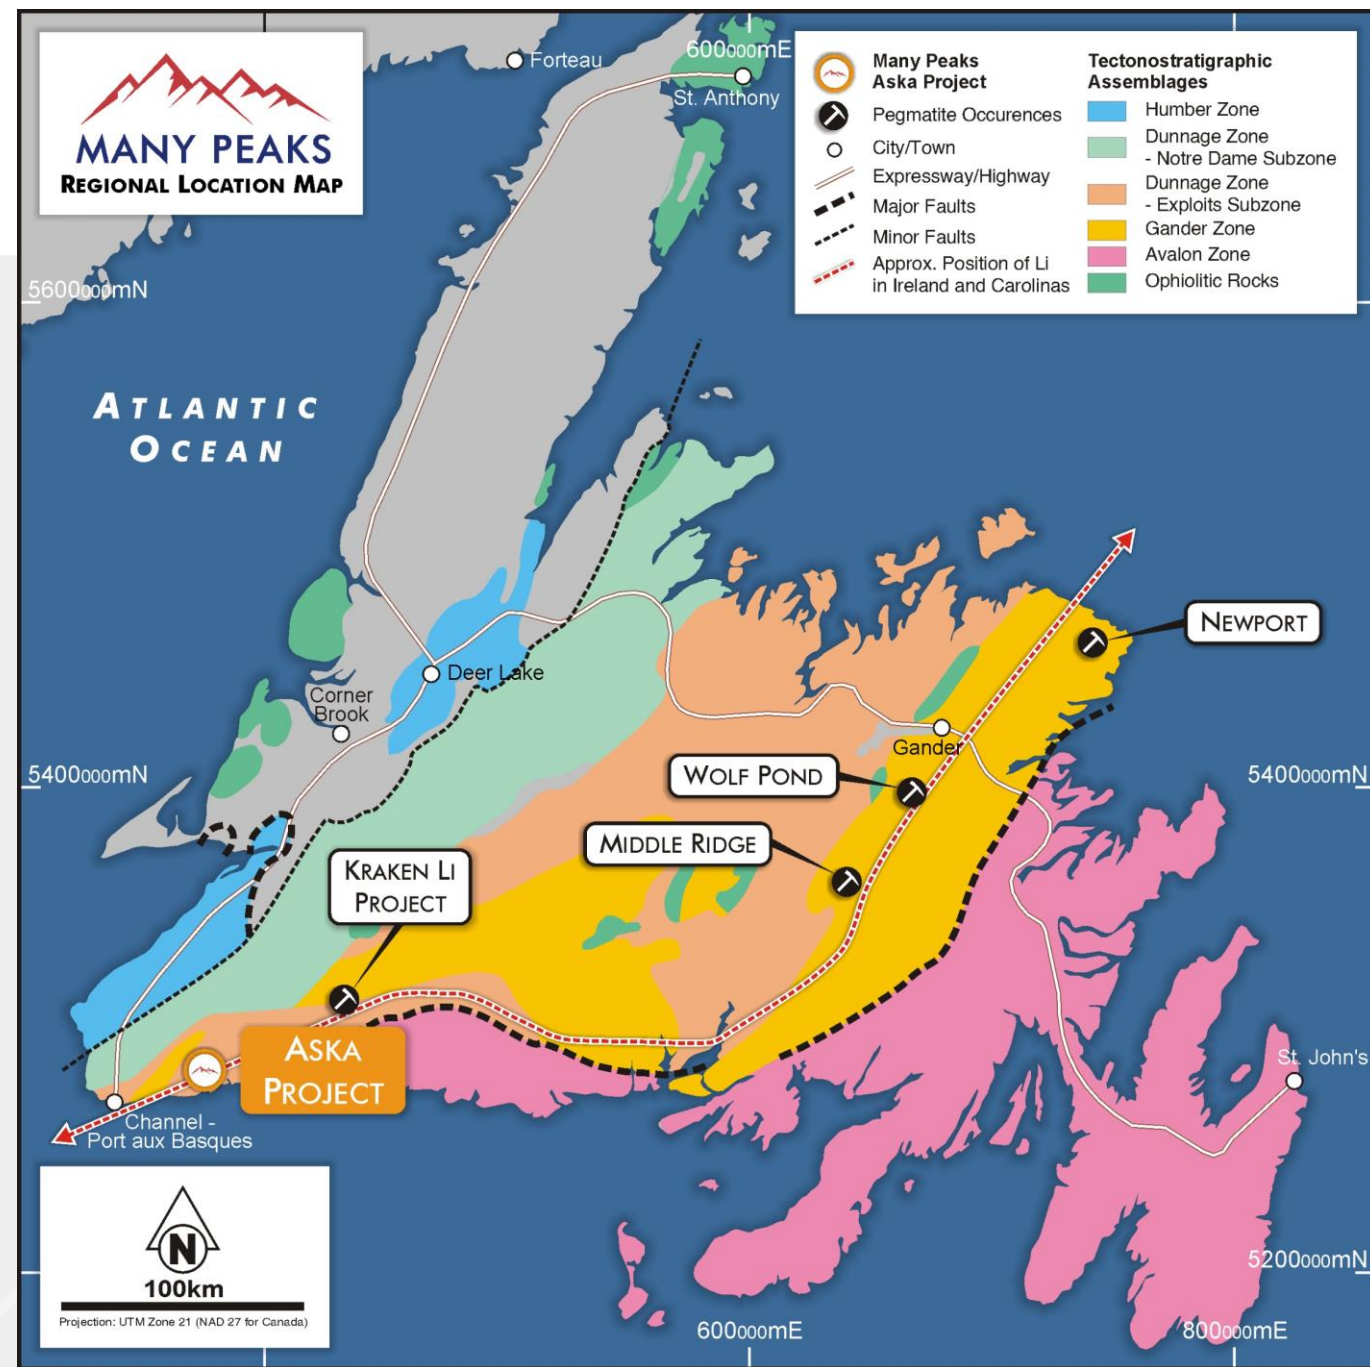 MANY PEAKS
REGIONAL LOCATION MAP
Forteau
600000mE
St. Anthony
Many Peaks
Aska Project
Pegmatite Occurences
City/Town
Expressway/Highway
Major Faults
Minor Faults
Approx. Position of Li
in Ireland and Carolinas
Tectonostratigraphic
Assemblages
Humber Zone
Dunnage Zone
- Notre Dame Subzone
Dunnage Zone
- Exploits Subzone
Gander Zone
Avalon Zone
Ophiolitic Rocks
5600000mN
ATLANTIC
OCEAN
NEWPORT
Deer Lake
Corner
Brook
Gander
5400000mN
WOLF POND
5400000mN
MIDDLE RIDGE
KRAKEN LI
PROJECT
ASKA
PROJECT
St. John's
Channel -
Port aux Basques
N
100km
Projection: UTM Zone 21 (NAD 27 for Canada)
5200000mN
600000mE
800000mE